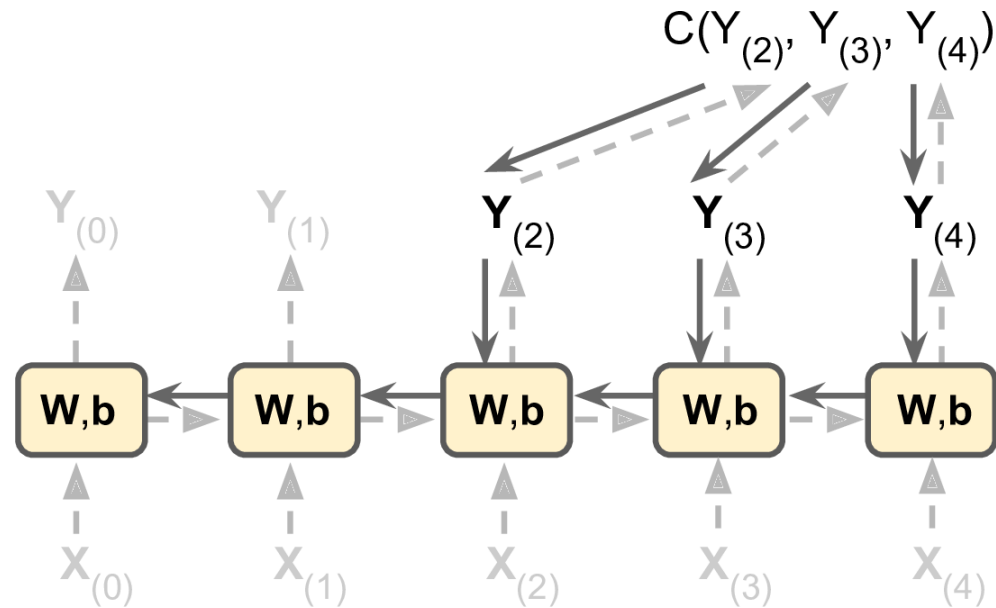 C(Y(2), Y(3), Y(4))
Y(0) Y(1) Y(2) Y(3) Y(4)
W,b W,b W,b W,b W,b
X(0) X(1) X(2) X(3) X(4)